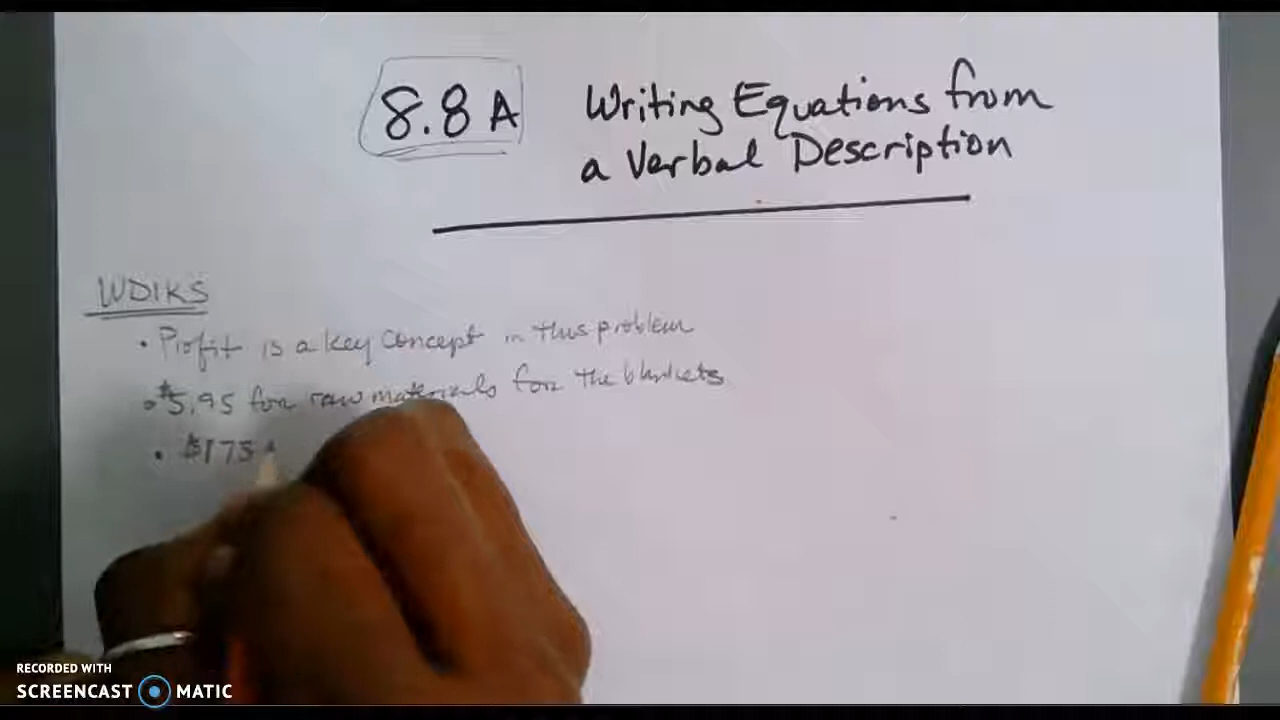 8.8 A
Writing Equations from
a Verbal Description
WDIKS
• Profit is a key concept in this problem
• $5.95 for raw materials for the blankets
• $175
RECORDED WITH
SCREENCAST MATIC